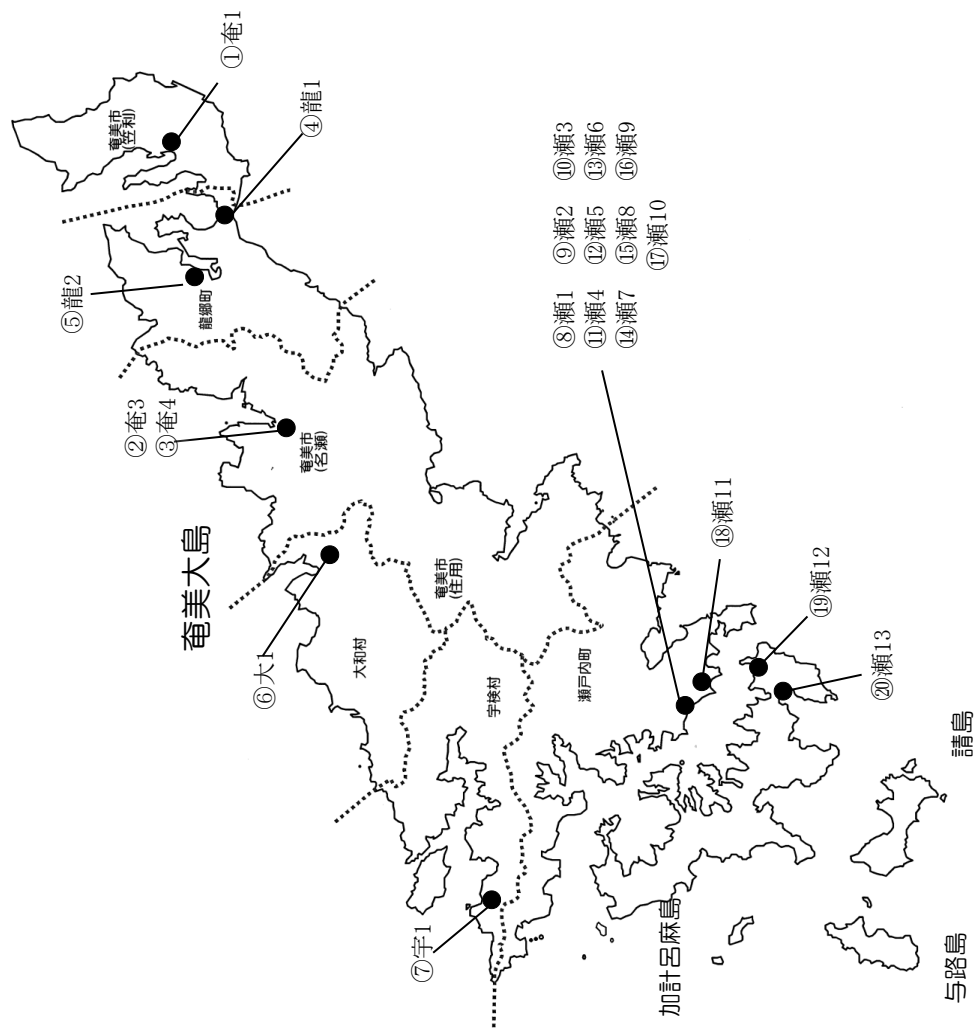 ①奄1
奄美市
(笠利)
④龍1
⑤龍2
龍郷町
②奄3
③奄4
奄美市
(名瀬)
奄美大島
⑥大1
大和村
奄美市
(住用)
宇検村
瀬戸内町
⑦宇1
⑧瀬1 ⑨瀬2 ⑩瀬3
⑪瀬4 ⑫瀬5 ⑬瀬6
⑭瀬7 ⑮瀬8 ⑯瀬9
⑰瀬10
⑱瀬11
⑲瀬12
⑳瀬13
加計呂麻島
請島
与路島